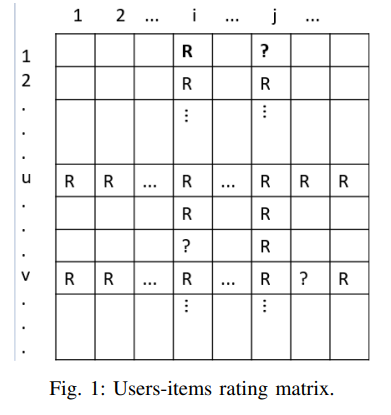 1 2 ... i j ...
1 R ?
2 R R
. ⋮ ⋮
.
.
u R R ... R ... R R R
. R R
. ? R
.
v R R ... R ... R ? R
. ⋮ ⋮
.
.
Fig. 1: Users-items rating matrix.